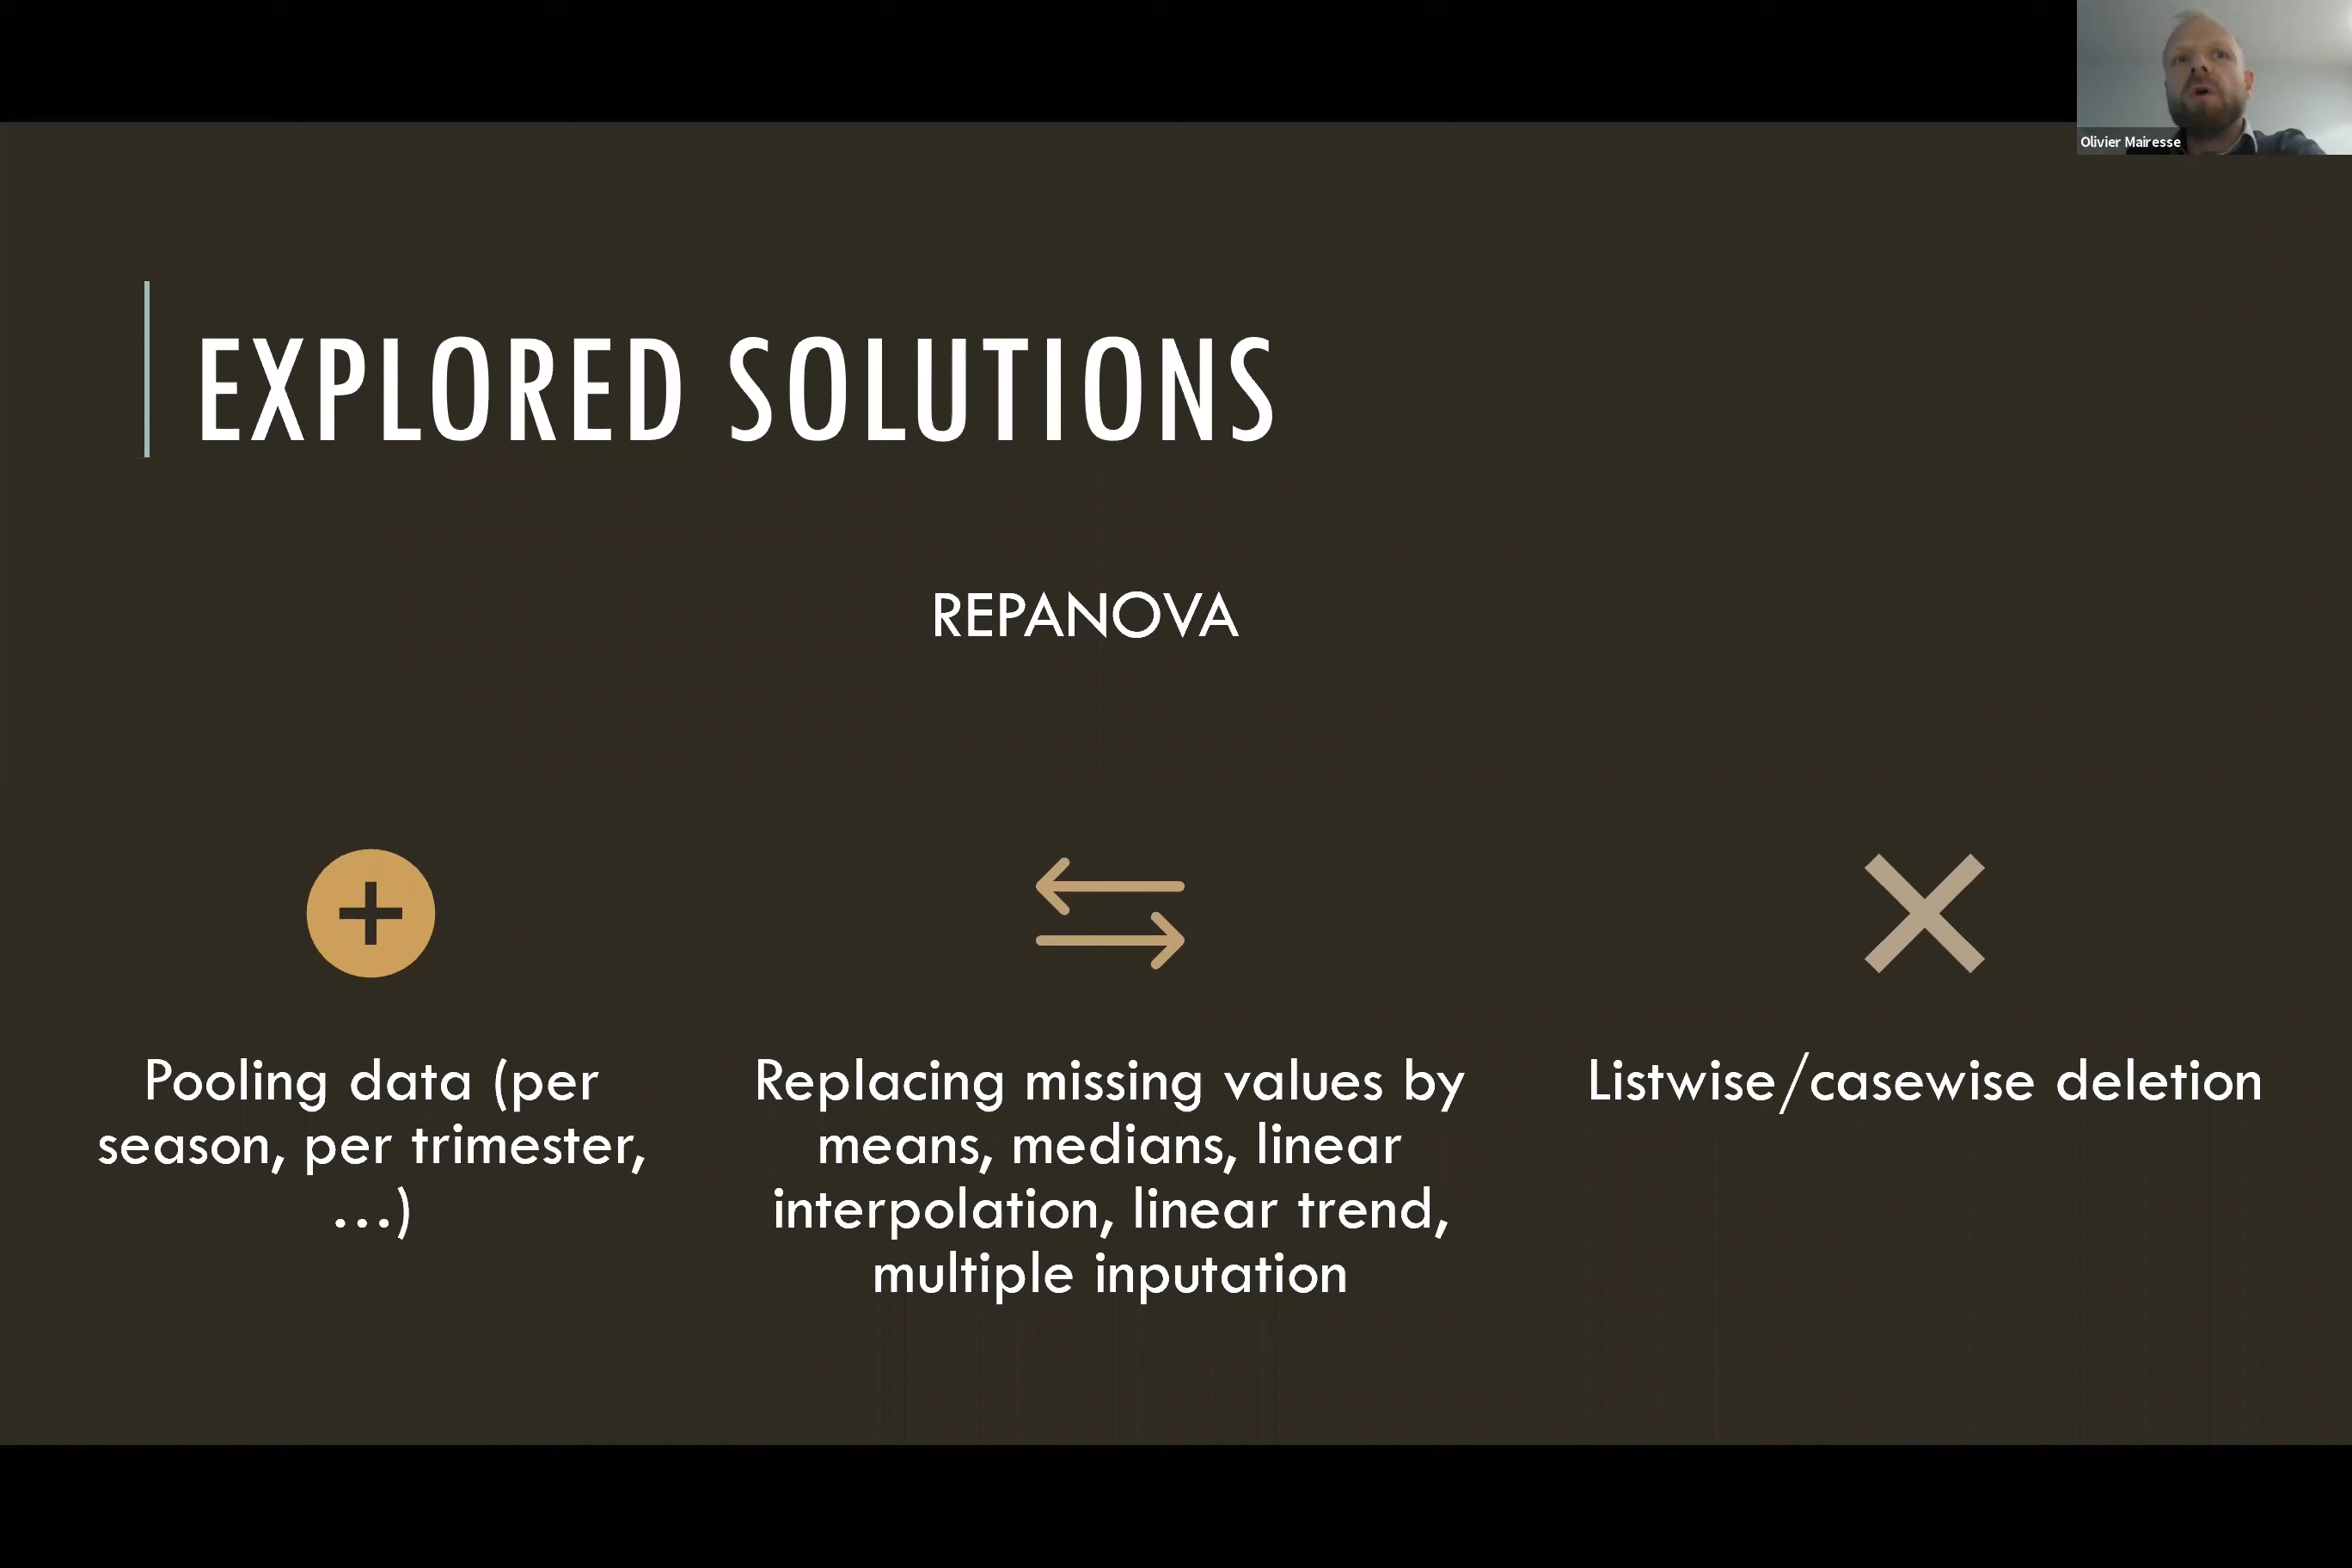 Olivier Mairesse
EXPLORED SOLUTIONS
REPANOVA
Pooling data (per
season, per trimester,
...)
Replacing missing values by
means, medians, linear
interpolation, linear trend,
multiple inputation
Listwise/casewise deletion